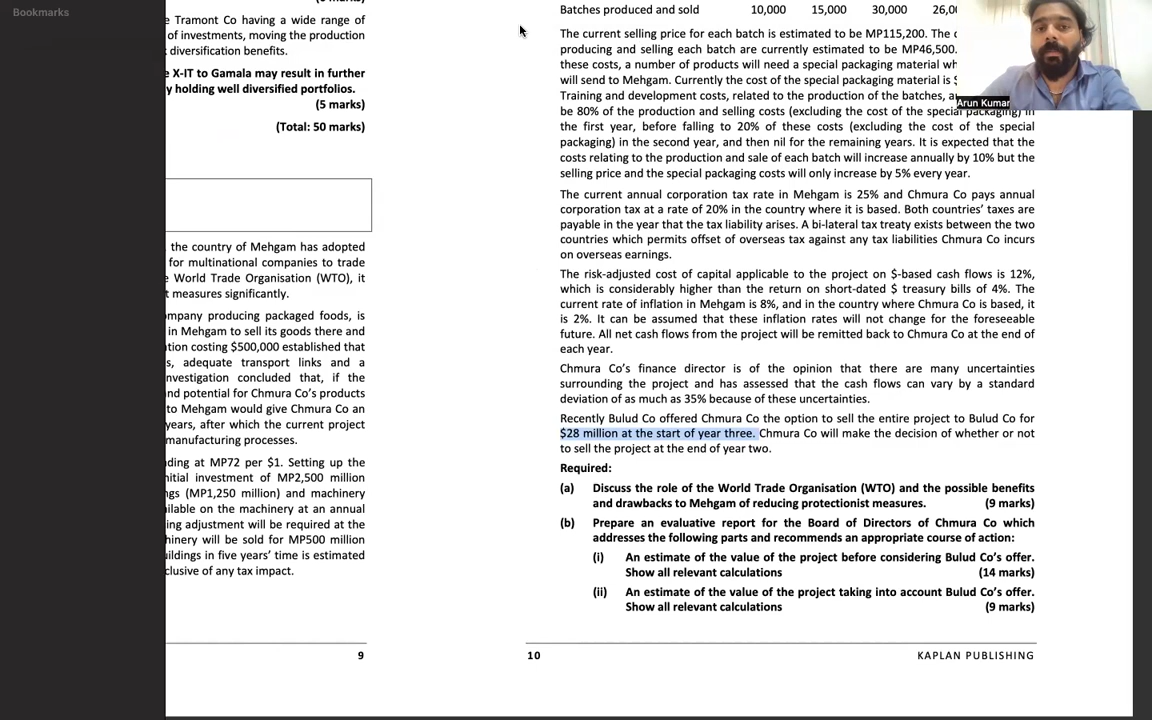 Bookmarks
e Tramont Co having a wide range of
of investments, moving the production
diversification benefits.
e X-IT to Gamala may result in further
y holding well diversified portfolios.
(5 marks)
(Total: 50 marks)
the country of Mehgam has adopted
for multinational companies to trade
e World Trade Organisation (WTO), it
t measures significantly.
ompany producing packaged foods, is
in Mehgam to sell its goods there and
tion costing $500,000 established that
s, adequate transport links and a
nvestigation concluded that, if the
and potential for Chmura Co's products
to Mehgam would give Chmura Co an
years, after which the current project
manufacturing processes.
ding at MP72 per $1. Setting up the
nitial investment of MP2,500 million
ngs (MP1,250 million) and machinery
ilable on the machinery at an annual
ing adjustment will be required at the
hinery will be sold for MP500 million
uildings in five years' time is estimated
clusive of any tax impact.
9
Batches produced and sold 10,000 15,000 30,000 26,0
The current selling price for each batch is estimated to be MP115,200. The c
producing and selling each batch are currently estimated to be MP46,500.
these costs, a number of products will need a special packaging material wh
will send to Mehgam. Currently the cost of the special packaging material is $
Training and development costs, related to the production of the batches, a
be 80% of the production and selling costs (excluding the cost of the special packaging) in
the first year, before falling to 20% of these costs (excluding the cost of the special
packaging) in the second year, and then nil for the remaining years. It is expected that the
costs relating to the production and sale of each batch will increase annually by 10% but the
selling price and the special packaging costs will only increase by 5% every year.
The current annual corporation tax rate in Mehgam is 25% and Chmura Co pays annual
corporation tax at a rate of 20% in the country where it is based. Both countries' taxes are
payable in the year that the tax liability arises. A bi-lateral tax treaty exists between the two
countries which permits offset of overseas tax against any tax liabilities Chmura Co incurs
on overseas earnings.
The risk-adjusted cost of capital applicable to the project on $-based cash flows is 12%,
which is considerably higher than the return on short-dated $ treasury bills of 4%. The
current rate of inflation in Mehgam is 8%, and in the country where Chmura Co is based, it
is 2%. It can be assumed that these inflation rates will not change for the foreseeable
future. All net cash flows from the project will be remitted back to Chmura Co at the end of
each year.
Chmura Co's finance director is of the opinion that there are many uncertainties
surrounding the project and has assessed that the cash flows can vary by a standard
deviation of as much as 35% because of these uncertainties.
Recently Bulud Co offered Chmura Co the option to sell the entire project to Bulud Co for
$28 million at the start of year three. Chmura Co will make the decision of whether or not
to sell the project at the end of year two.
Required:
(a) Discuss the role of the World Trade Organisation (WTO) and the possible benefits
and drawbacks to Mehgam of reducing protectionist measures. (9 marks)
(b) Prepare an evaluative report for the Board of Directors of Chmura Co which
addresses the following parts and recommends an appropriate course of action:
(i) An estimate of the value of the project before considering Bulud Co's offer.
Show all relevant calculations (14 marks)
(ii) An estimate of the value of the project taking into account Bulud Co's offer.
Show all relevant calculations (9 marks)
10 KAPLAN PUBLISHING
Arun Kumar